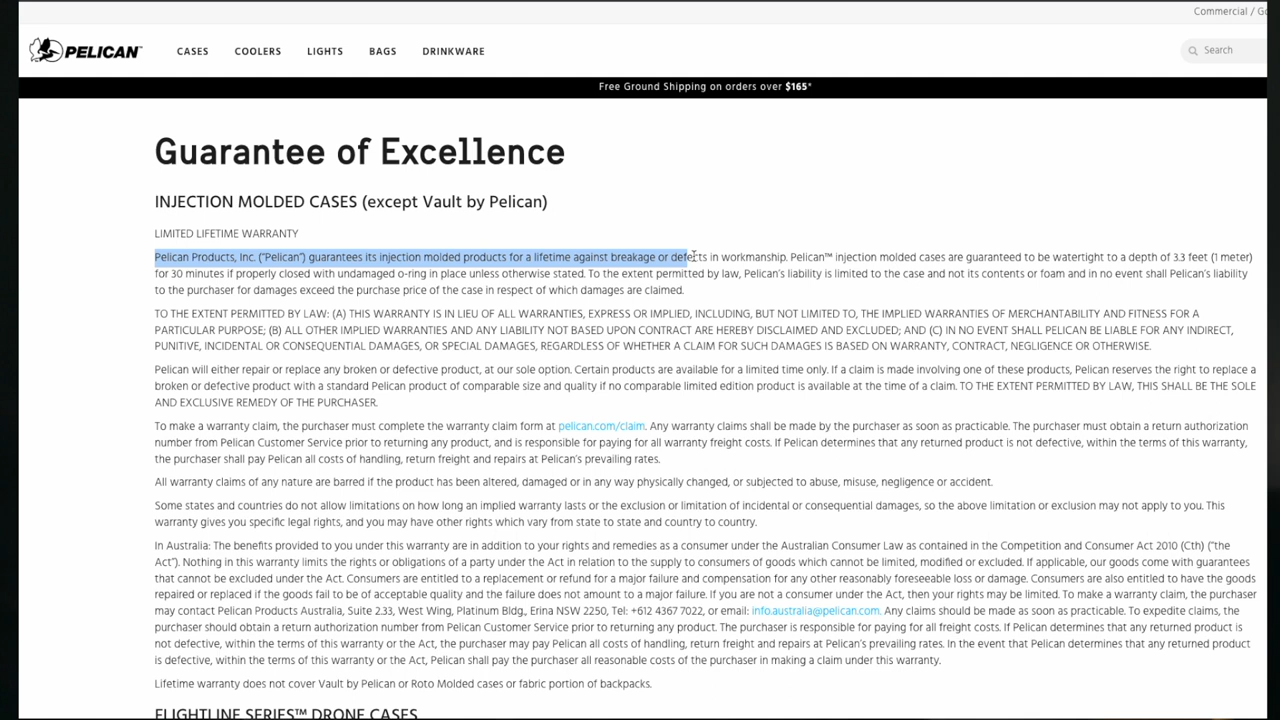 Commercial / Go
PELICAN
CASES
COOLERS
LIGHTS
BAGS
DRINKWARE
Search
Free Ground Shipping on orders over $165*
Guarantee of Excellence
INJECTION MOLDED CASES (except Vault by Pelican)
LIMITED LIFETIME WARRANTY
Pelican Products, Inc. (“Pelican”) guarantees its injection molded products for a lifetime against breakage or defects in workmanship. Pelican™ injection molded cases are guaranteed to be watertight to a depth of 3.3 feet (1 meter)
for 30 minutes if properly closed with undamaged o-ring in place unless otherwise stated. To the extent permitted by law, Pelican’s liability is limited to the case and not its contents or foam and in no event shall Pelican’s liability
to the purchaser for damages exceed the purchase price of the case in respect of which damages are claimed.
TO THE EXTENT PERMITTED BY LAW: (A) THIS WARRANTY IS IN LIEU OF ALL WARRANTIES, EXPRESS OR IMPLIED, INCLUDING, BUT NOT LIMITED TO, THE IMPLIED WARRANTIES OF MERCHANTABILITY AND FITNESS FOR A
PARTICULAR PURPOSE; (B) ALL OTHER IMPLIED WARRANTIES AND ANY LIABILITY NOT BASED UPON CONTRACT ARE HEREBY DISCLAIMED AND EXCLUDED; AND (C) IN NO EVENT SHALL PELICAN BE LIABLE FOR ANY INDIRECT,
PUNITIVE, INCIDENTAL OR CONSEQUENTIAL DAMAGES, OR SPECIAL DAMAGES, REGARDLESS OF WHETHER A CLAIM FOR SUCH DAMAGES IS BASED ON WARRANTY, CONTRACT, NEGLIGENCE OR OTHERWISE.
Pelican will either repair or replace any broken or defective product, at our sole option. Certain products are available for a limited time only. If a claim is made involving one of these products, Pelican reserves the right to replace a
broken or defective product with a standard Pelican product of comparable size and quality if no comparable limited edition product is available at the time of a claim. TO THE EXTENT PERMITTED BY LAW, THIS SHALL BE THE SOLE
AND EXCLUSIVE REMEDY OF THE PURCHASER.
To make a warranty claim, the purchaser must complete the warranty claim form at pelican.com/claim. Any warranty claims shall be made by the purchaser as soon as practicable. The purchaser must obtain a return authorization
number from Pelican Customer Service prior to returning any product, and is responsible for paying for all warranty freight costs. If Pelican determines that any returned product is not defective, within the terms of this warranty,
the purchaser shall pay Pelican all costs of handling, return freight and repairs at Pelican’s prevailing rates.
All warranty claims of any nature are barred if the product has been altered, damaged or in any way physically changed, or subjected to abuse, misuse, negligence or accident.
Some states and countries do not allow limitations on how long an implied warranty lasts or the exclusion or limitation of incidental or consequential damages, so the above limitation or exclusion may not apply to you. This
warranty gives you specific legal rights, and you may have other rights which vary from state to state and country to country.
In Australia: The benefits provided to you under this warranty are in addition to your rights and remedies as a consumer under the Australian Consumer Law as contained in the Competition and Consumer Act 2010 (Cth) (“the
Act”). Nothing in this warranty limits the rights or obligations of a party under the Act in relation to the supply to consumers of goods which cannot be limited, modified or excluded. If applicable, our goods come with guarantees
that cannot be excluded under the Act. Consumers are entitled to a replacement or refund for a major failure and compensation for any other reasonably foreseeable loss or damage. Consumers are also entitled to have the goods
repaired or replaced if the goods fail to be of acceptable quality and the failure does not amount to a major failure. If you are not a consumer under the Act, then your rights may be limited. To make a warranty claim, the purchaser
may contact Pelican Products Australia, Suite 2.33, West Wing, Platinum Bldg., Erina NSW 2250, Tel: +612 4367 7022, or email: info.australia@pelican.com. Any claims should be made as soon as practicable. To expedite claims, the
purchaser should obtain a return authorization number from Pelican Customer Service prior to returning any product. The purchaser is responsible for paying for all freight costs. If Pelican determines that any returned product is
not defective, within the terms of this warranty or the Act, the purchaser may pay Pelican all costs of handling, return freight and repairs at Pelican’s prevailing rates. In the event that Pelican determines that any returned product
is defective, within the terms of this warranty or the Act, Pelican shall pay the purchaser all reasonable costs of the purchaser in making a claim under this warranty.
Lifetime warranty does not cover Vault by Pelican or Roto Molded cases or fabric portion of backpacks.
FLIGHTLINE SERIES™ DRONE CASES